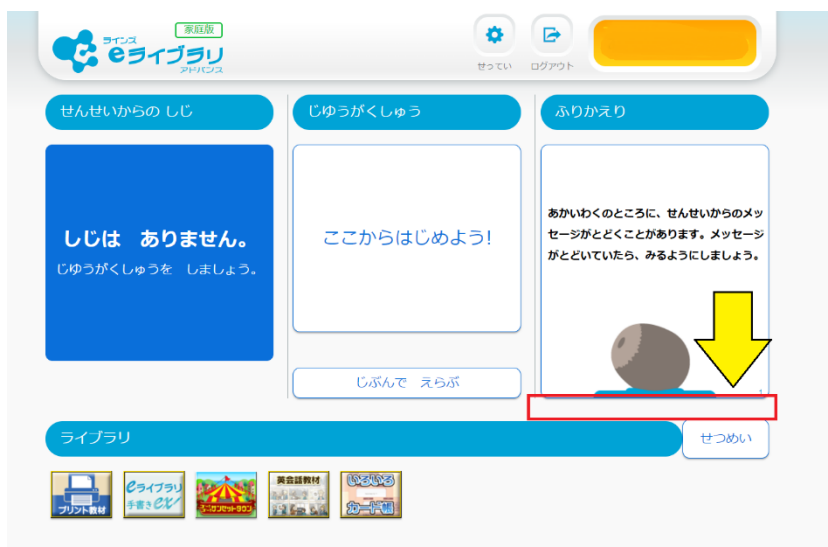 ラインズ
家庭版
eライブラリ
アドバンス
せってい
ログアウト
せんせいからの しじ
じゆうがくしゅう
ふりかえり
しじは ありません。
じゆうがくしゅうを しましょう。
ここからはじめよう!
じぶんで えらぶ
あかいわくのところに、せんせいからのメッ
セージがとどくことがあります。メッセージ
がとどいていたら、みるようにしましょう。
1
ライブラリ
せつめい
プリント教材
eライブラリ
手書きex
英会話教材
いろいろ
カード帳